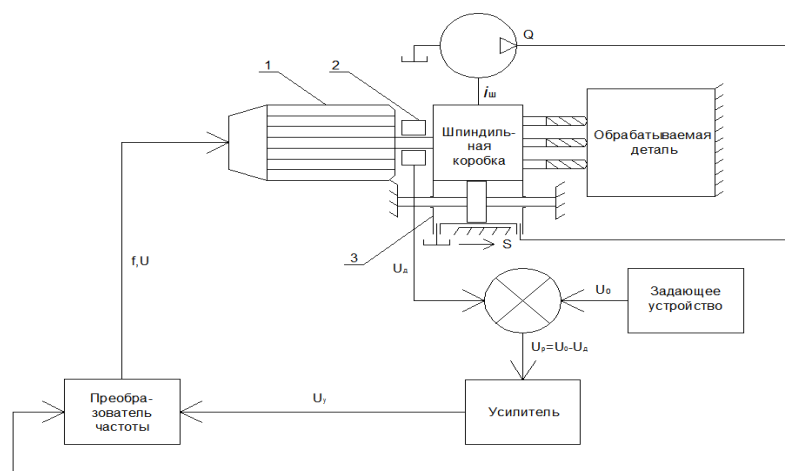 Q
1
2
iш
Шпиндиль-
ная
коробка
Обрабатываемая
деталь
3
S
f,U
Uд
U₀
Задающее
устройство
Uр=U₀-Uд
Преобра-
зователь
частоты
Uу
Усилитель